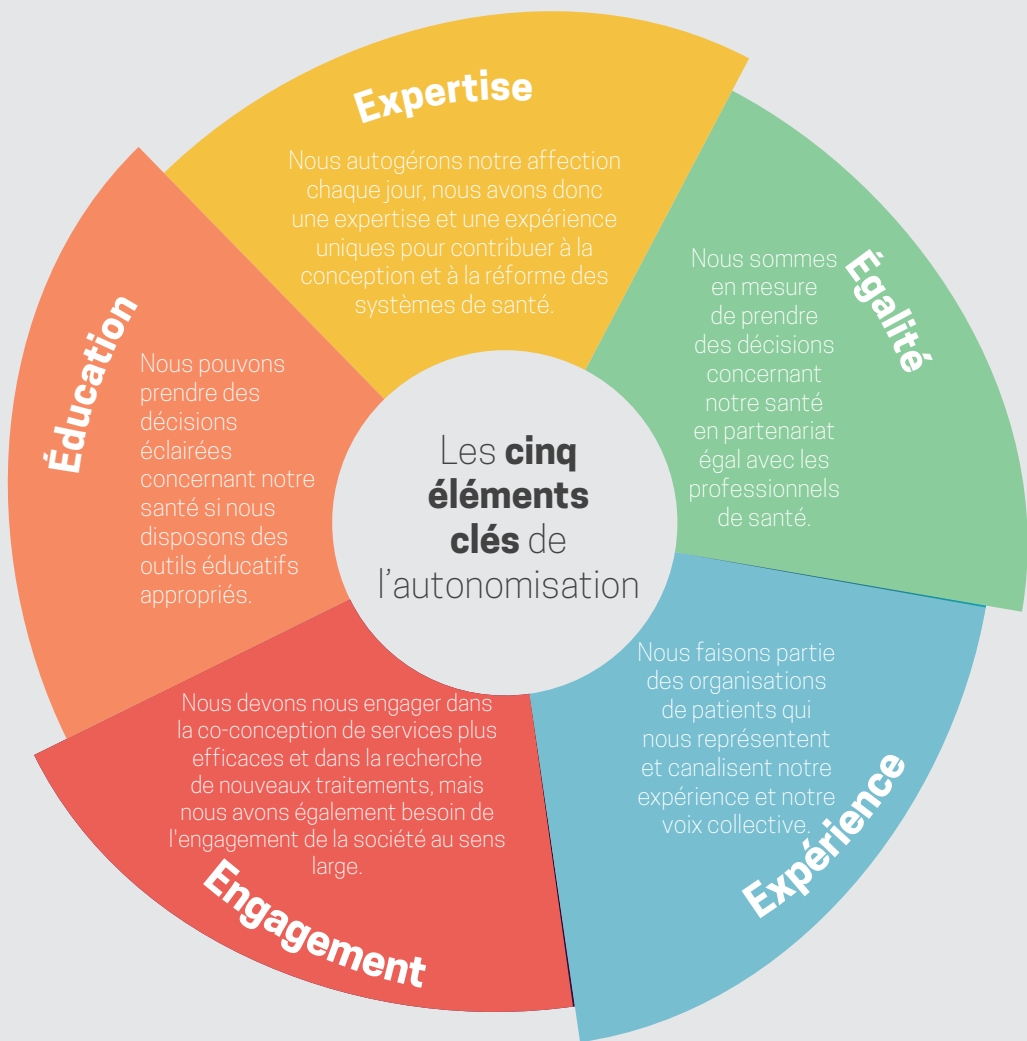 Les cinq
éléments
clés de
l'autonomisation
Expertise
Nous autogérons notre affection
chaque jour, nous avons donc
une expertise et une expérience
uniques pour contribuer à la
conception et à la réforme des
systèmes de santé.
Égalité
Nous sommes
en mesure
de prendre
des décisions
concernant
notre santé
en partenariat
égal avec les
professionnels
de santé.
Expérience
Nous faisons partie
des organisations
de patients qui
nous représentent
et canalisent notre
expérience et notre
voix collective.
Engagement
Nous devons nous engager dans
la co-conception de services plus
efficaces et dans la recherche
de nouveaux traitements, mais
nous avons également besoin de
l'engagement de la société au sens
large.
Éducation
Nous pouvons
prendre des
décisions
éclairées
concernant notre
santé si nous
disposons des
outils éducatifs
appropriés.